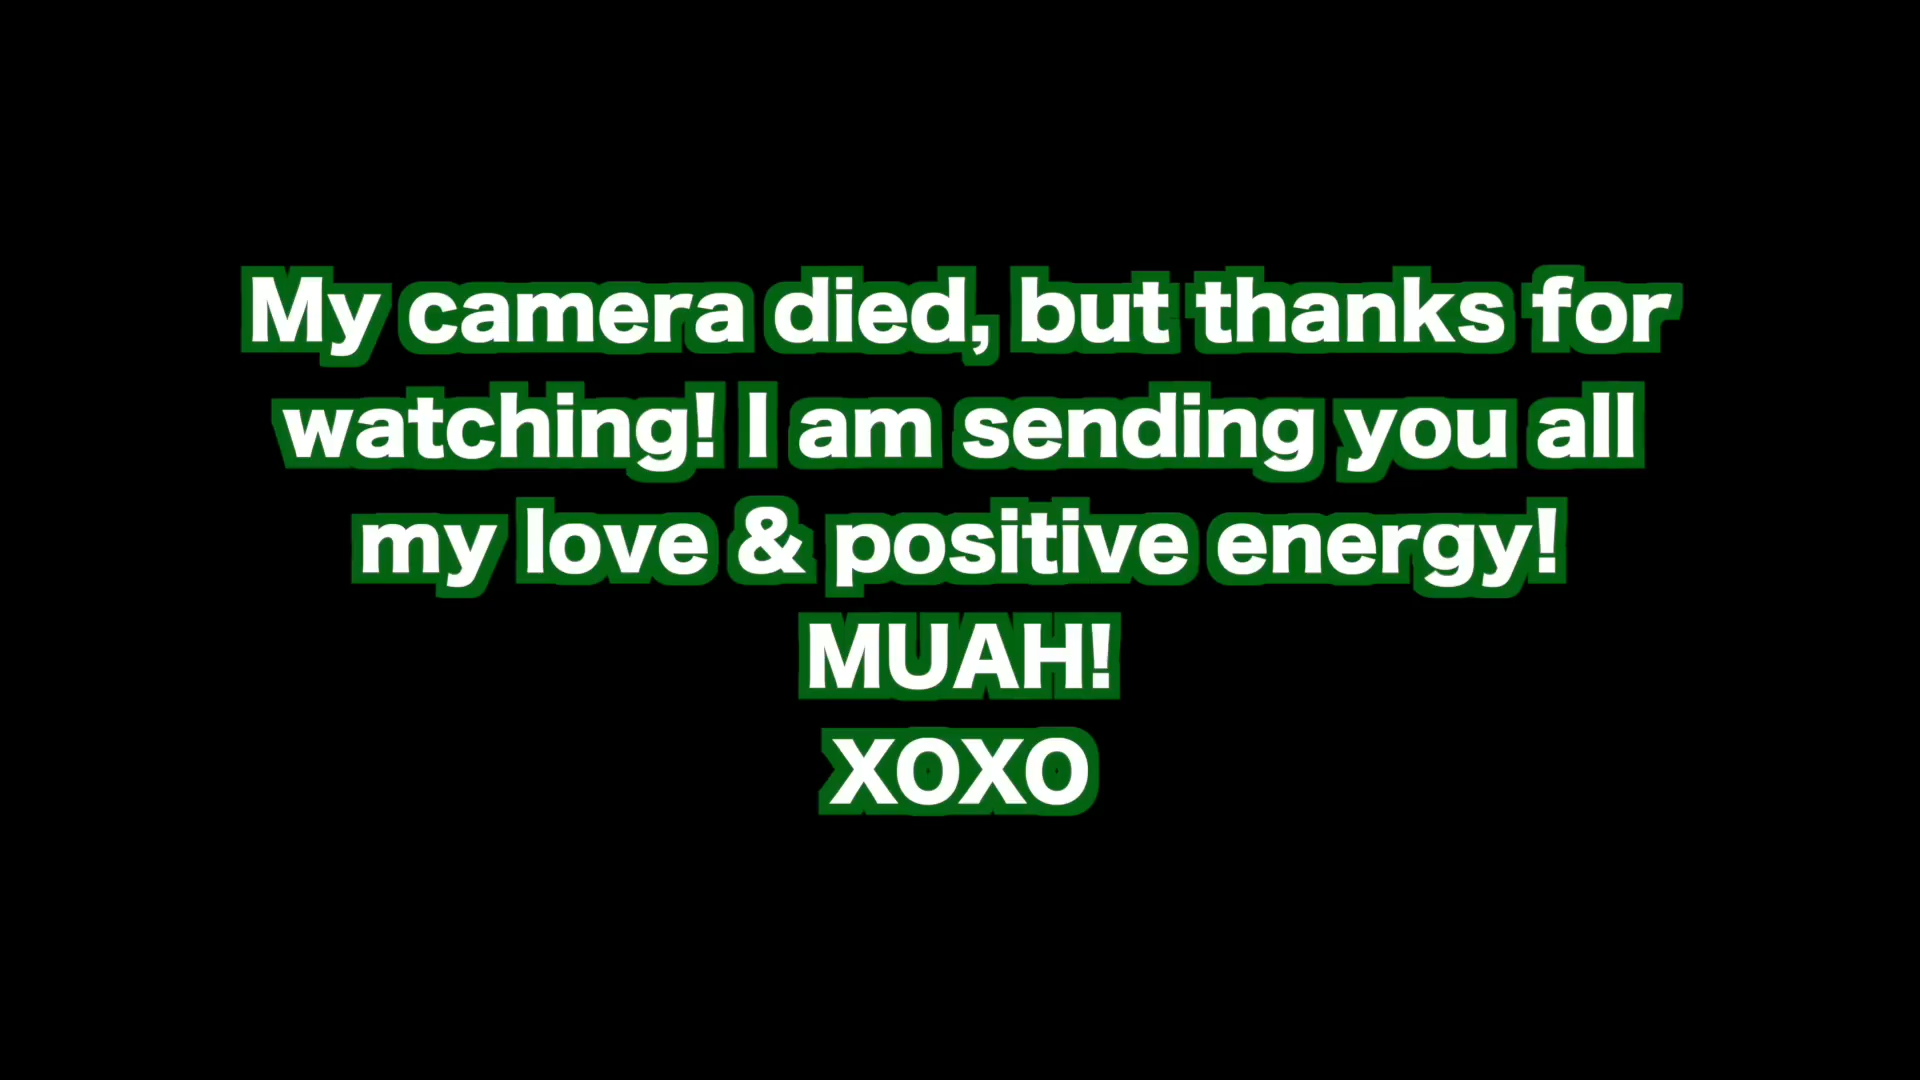 My camera died, but thanks for
watching! I am sending you all
my love & positive energy!
MUAH!
XOXO